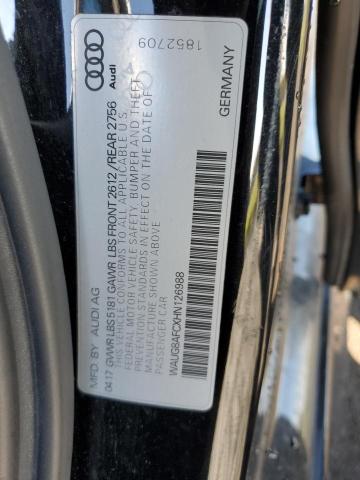 MFD BY AUDI AG
0417 GVWR LBS 5181 GAWR LBS FRONT 2612/REAR 2756
THIS VEHICLE CONFORMS TO ALL APPLICABLE U.S.
FEDERAL MOTOR VEHICLE SAFETY, BUMPER AND THEFT
PREVENTION STANDARDS IN EFFECT ON THE DATE OF
MANUFACTURE SHOWN ABOVE
PASSENGER CAR
WAUG8AFCXHN126988
Audi
1852709
GERMANY